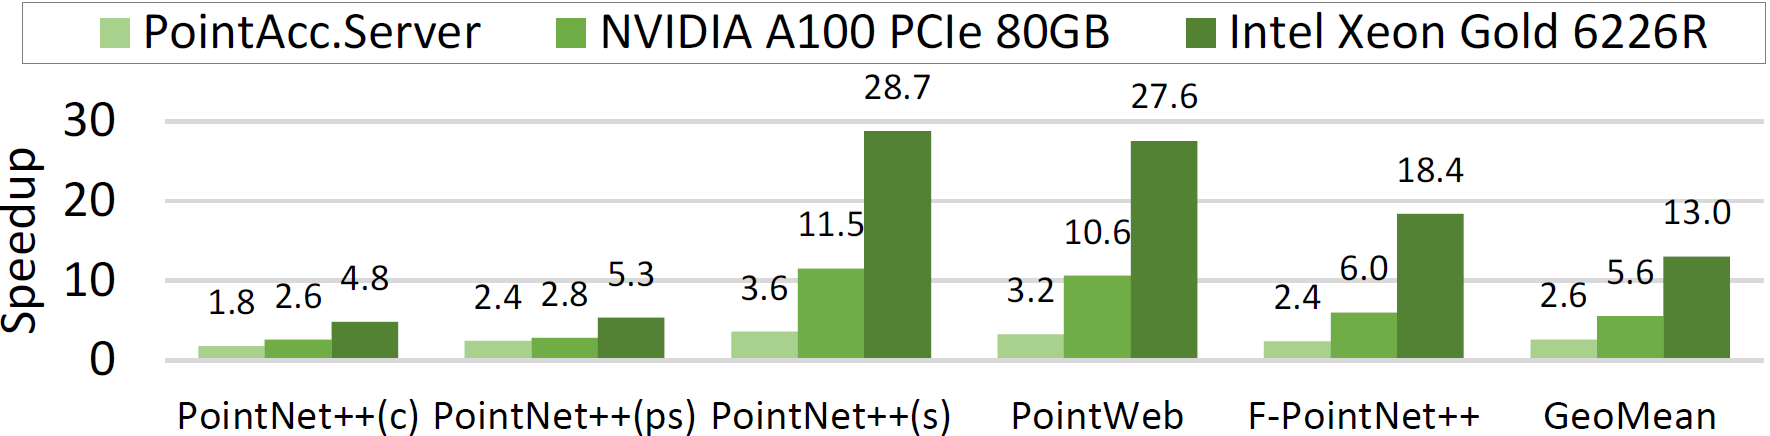 PointAcc.Server NVIDIA A100 PCIe 80GB Intel Xeon Gold 6226R
Speedup
30
20
10
0
1.8 2.6 4.8
2.4 2.8 5.3
3.6 11.5 28.7
3.2 10.6 27.6
2.4 6.0 18.4
2.6 5.6 13.0
PointNet++(c) PointNet++(ps) PointNet++(s) PointWeb F-PointNet++ GeoMean